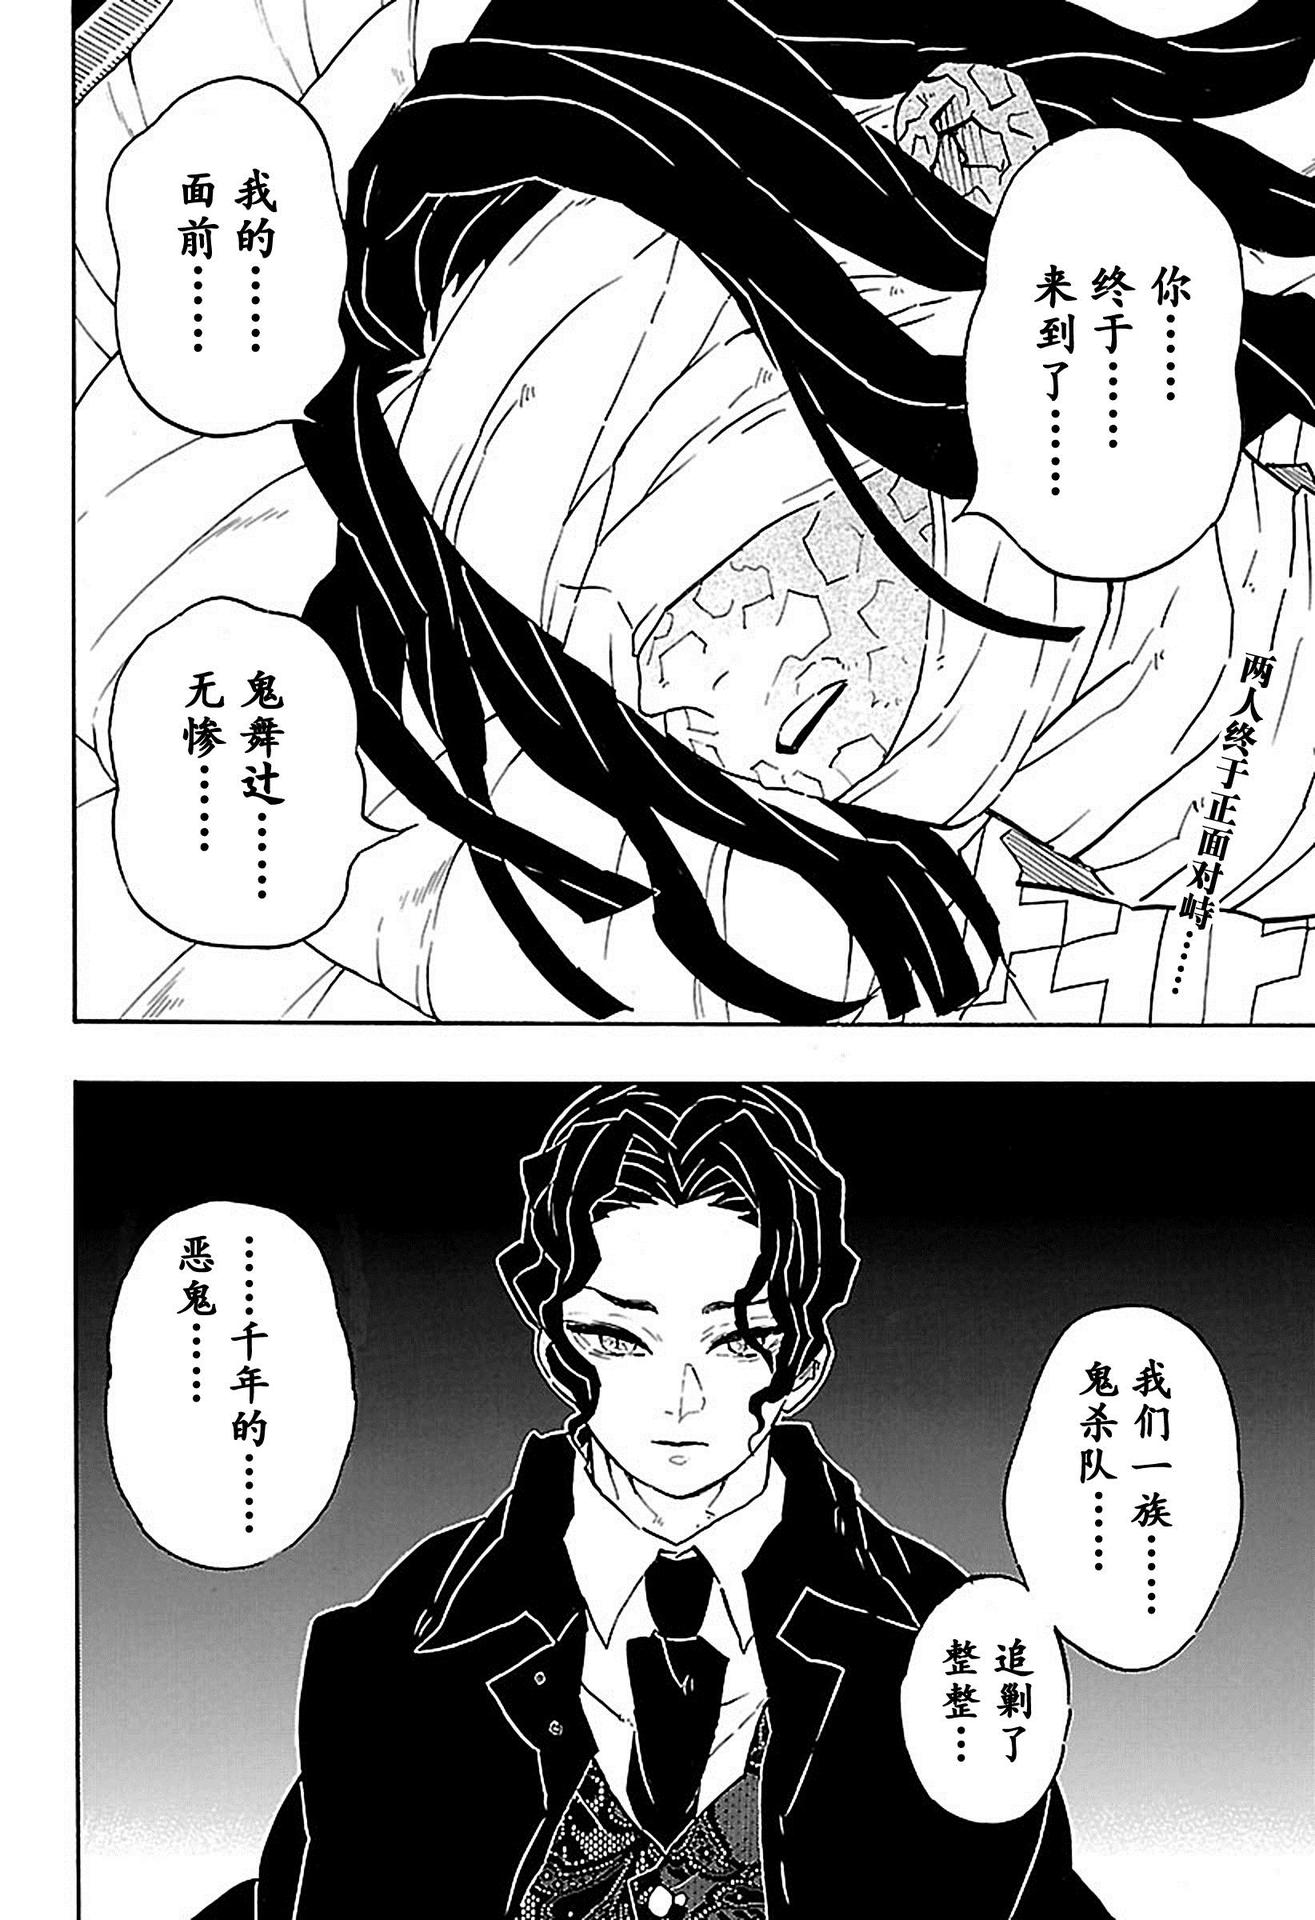 你……
终于……
来到了……
我的……
面前……
鬼舞辻……
无惨……
两人终于正面对峙……
我们一族……
鬼杀队……
追剿了
整整…
……千年的……
恶鬼……